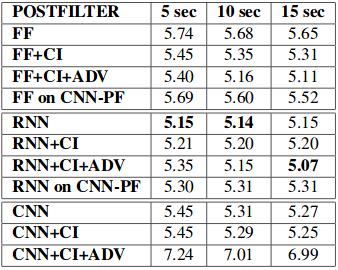 POSTFILTER 5 sec 10 sec 15 sec
FF 5.74 5.68 5.65
FF+CI 5.45 5.35 5.31
FF+CI+ADV 5.40 5.16 5.11
FF on CNN-PF 5.69 5.60 5.52
RNN 5.15 5.14 5.15
RNN+CI 5.21 5.20 5.20
RNN+CI+ADV 5.35 5.15 5.07
RNN on CNN-PF 5.30 5.31 5.31
CNN 5.45 5.31 5.27
CNN+CI 5.45 5.29 5.25
CNN+CI+ADV 7.24 7.01 6.99